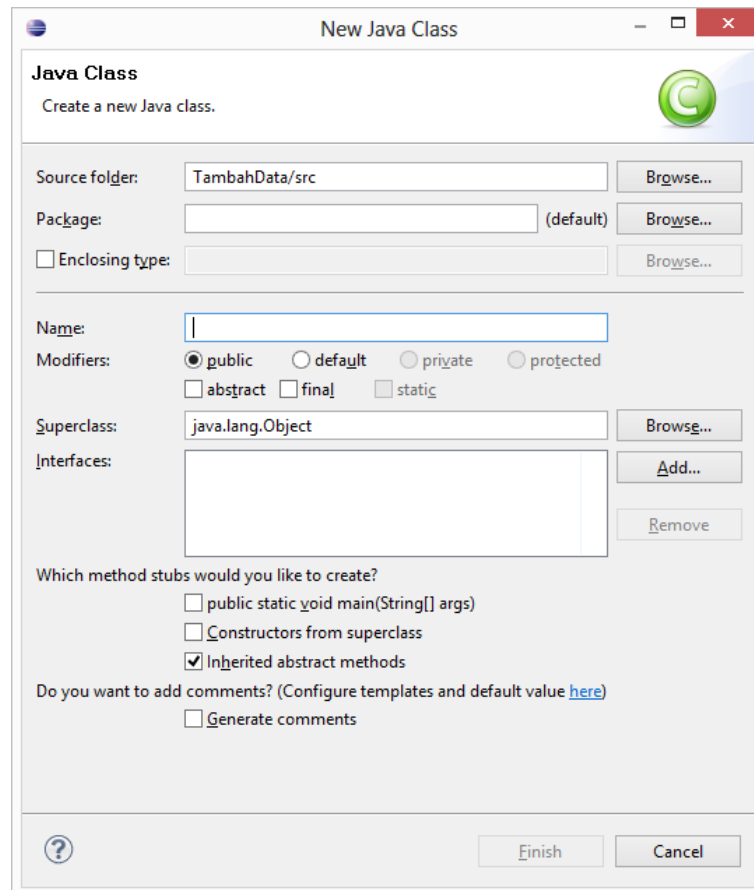 New Java Class
Java Class
Create a new Java class.
Source folder: TambahData/src Browse...
Package: (default) Browse...
Enclosing type: Browse...
Name:
Modifiers: public default private protected
abstract final static
Superclass: java.lang.Object Browse...
Interfaces: Add...
Remove
Which method stubs would you like to create?
public static void main(String[] args)
Constructors from superclass
Inherited abstract methods
Do you want to add comments? (Configure templates and default value here)
Generate comments
Finish Cancel